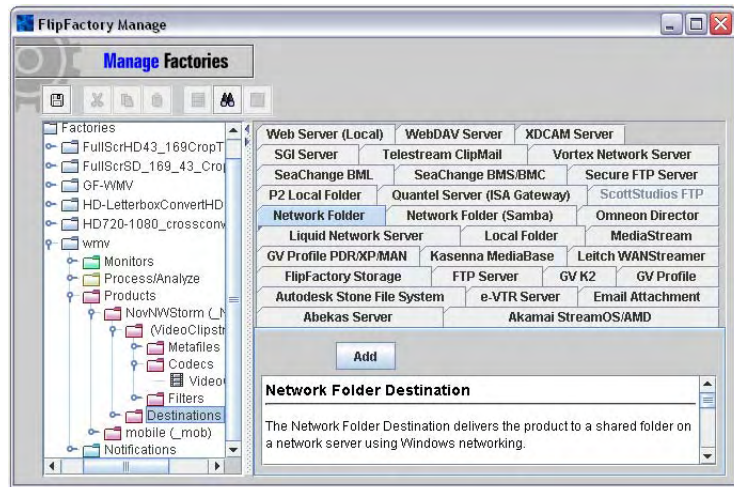 FlipFactory Manage
Manage Factories
Factories
FullScrHD43_169CropT
FullScrSD_169_43_Cro
GF-WMV
HD-LetterboxConvertHD
HD720-1080_crossconv
wmv
Monitors
Process/Analyze
Products
NovNWStorm (_N
(VideoClipstr
Metafiles
Codecs
Video
Filters
Destinations
mobile (_mob)
Notifications
Web Server (Local) WebDAV Server XDCAM Server
SGI Server Telestream ClipMail Vortex Network Server
SeaChange BML SeaChange BMS/BMC Secure FTP Server
P2 Local Folder Quantel Server (ISA Gateway) ScottStudios FTP
Network Folder Network Folder (Samba) Omneon Director
Liquid Network Server Local Folder MediaStream
GV Profile PDR/XP/MAN Kasenna MediaBase Leitch WANStreamer
FlipFactory Storage FTP Server GV K2 GV Profile
Autodesk Stone File System e-VTR Server Email Attachment
Abekas Server Akamai StreamOS/AMD
Add
Network Folder Destination
The Network Folder Destination delivers the product to a shared folder on
a network server using Windows networking.